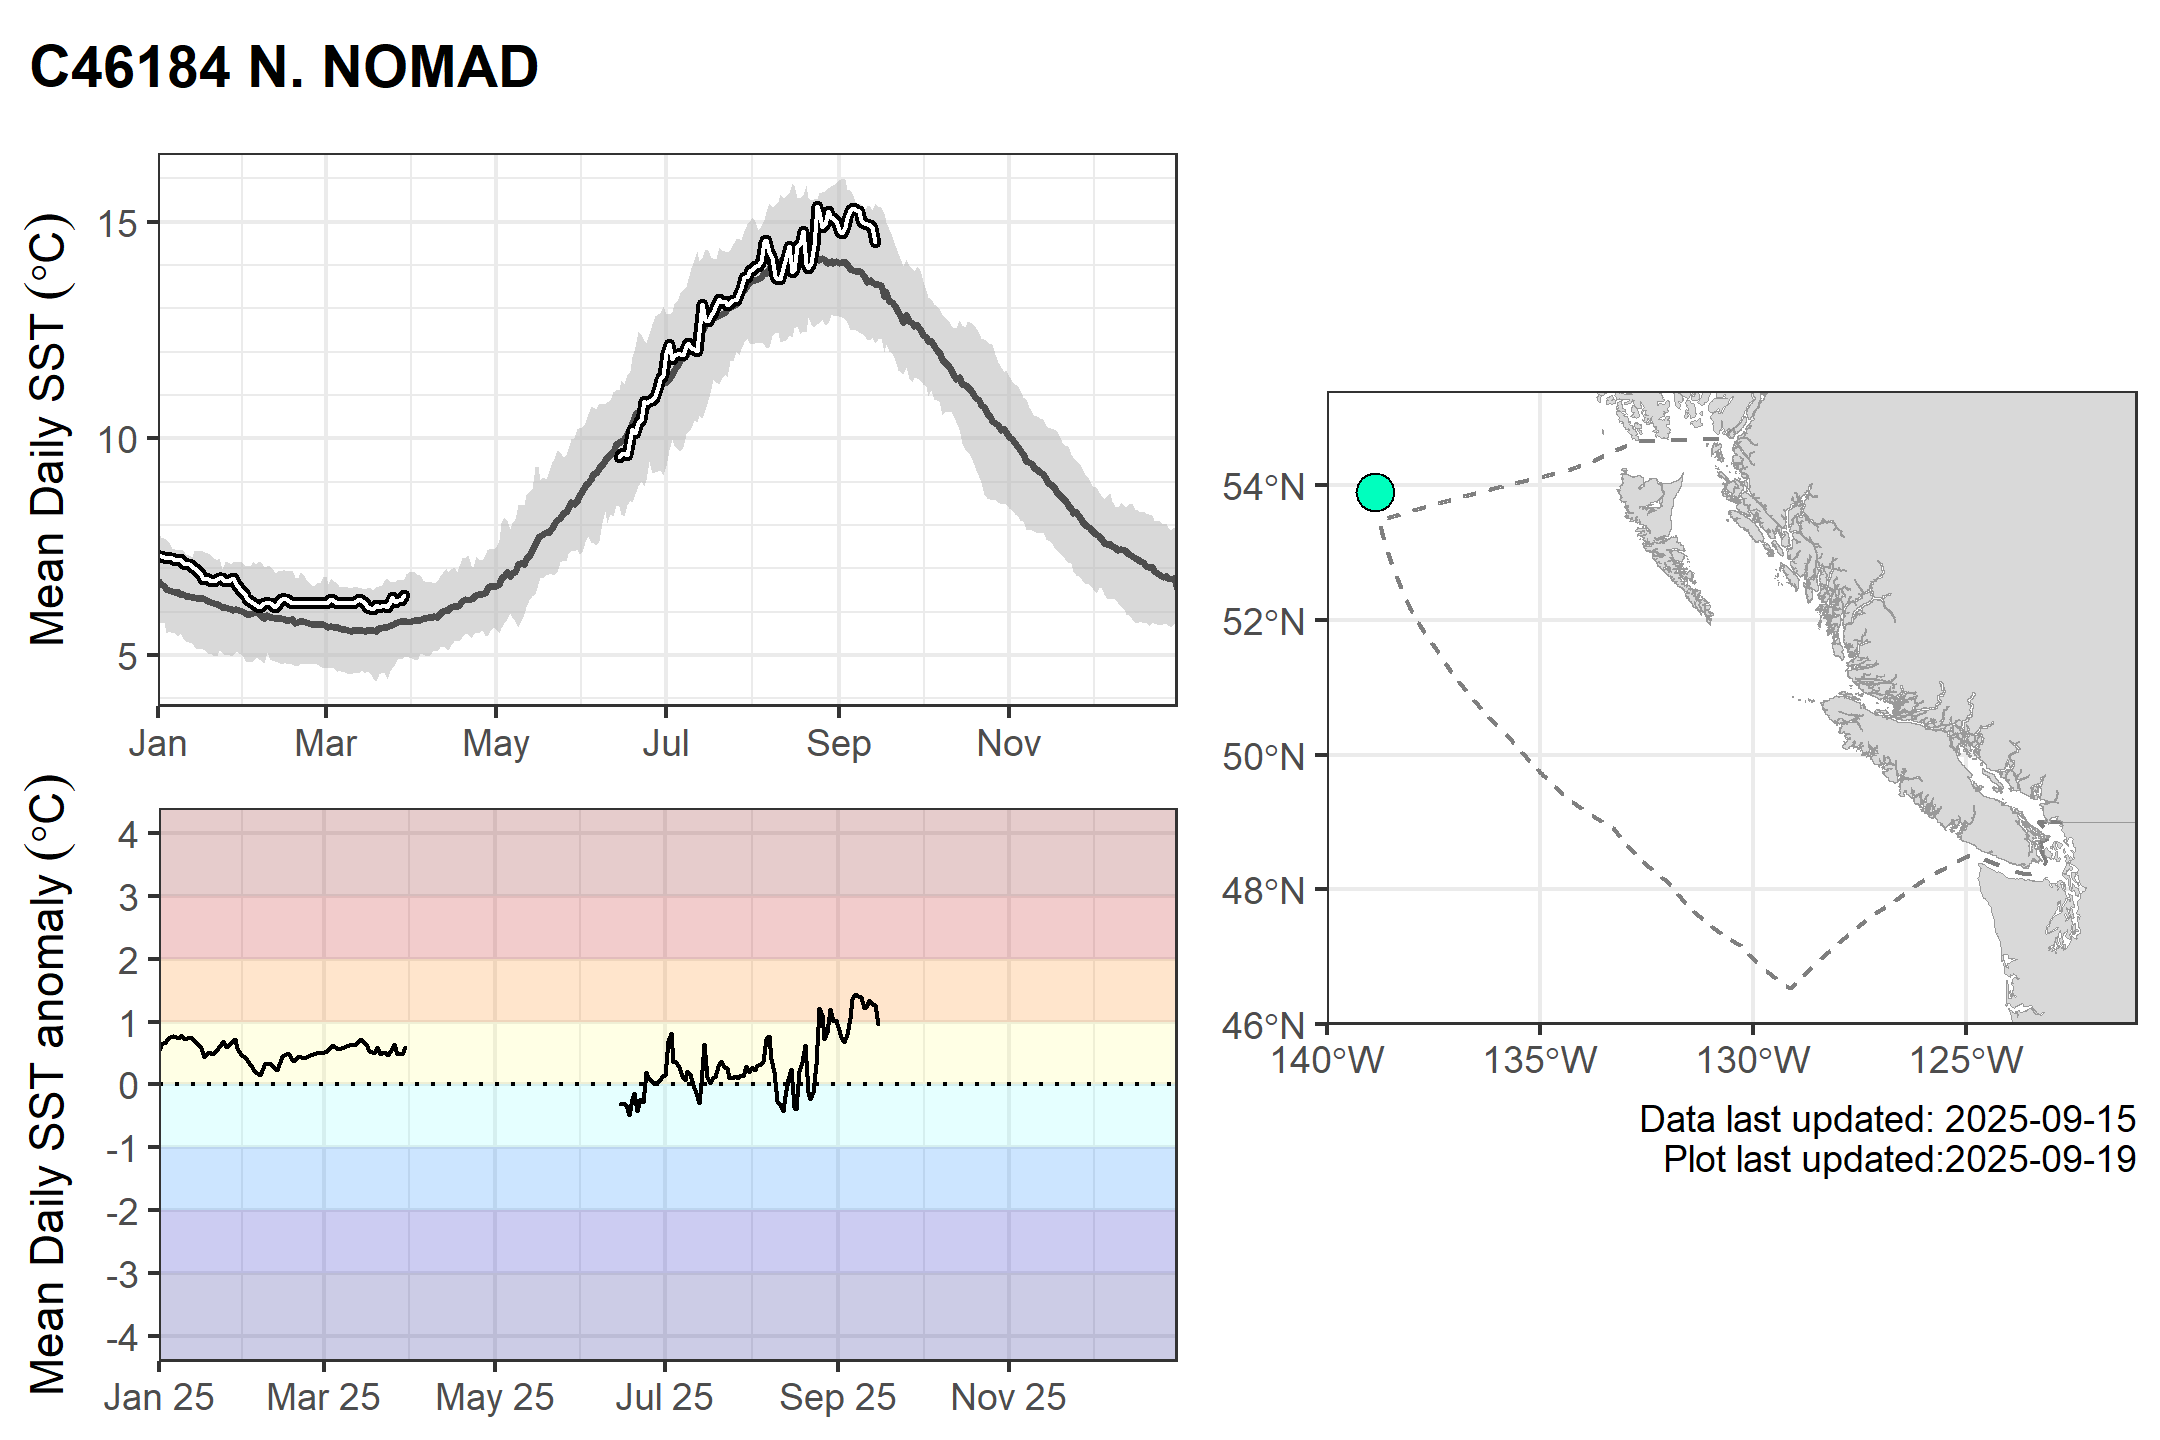 C46184 N. NOMAD
Mean Daily SST (°C)
15
10
5
Jan Mar May Jul Sep Nov
Mean Daily SST anomaly (°C)
4
3
2
1
0
-1
-2
-3
-4
Jan 25 Mar 25 May 25 Jul 25 Sep 25 Nov 25
54°N
52°N
50°N
48°N
46°N
140°W 135°W 130°W 125°W
Data last updated: 2025-09-15
Plot last updated:2025-09-19